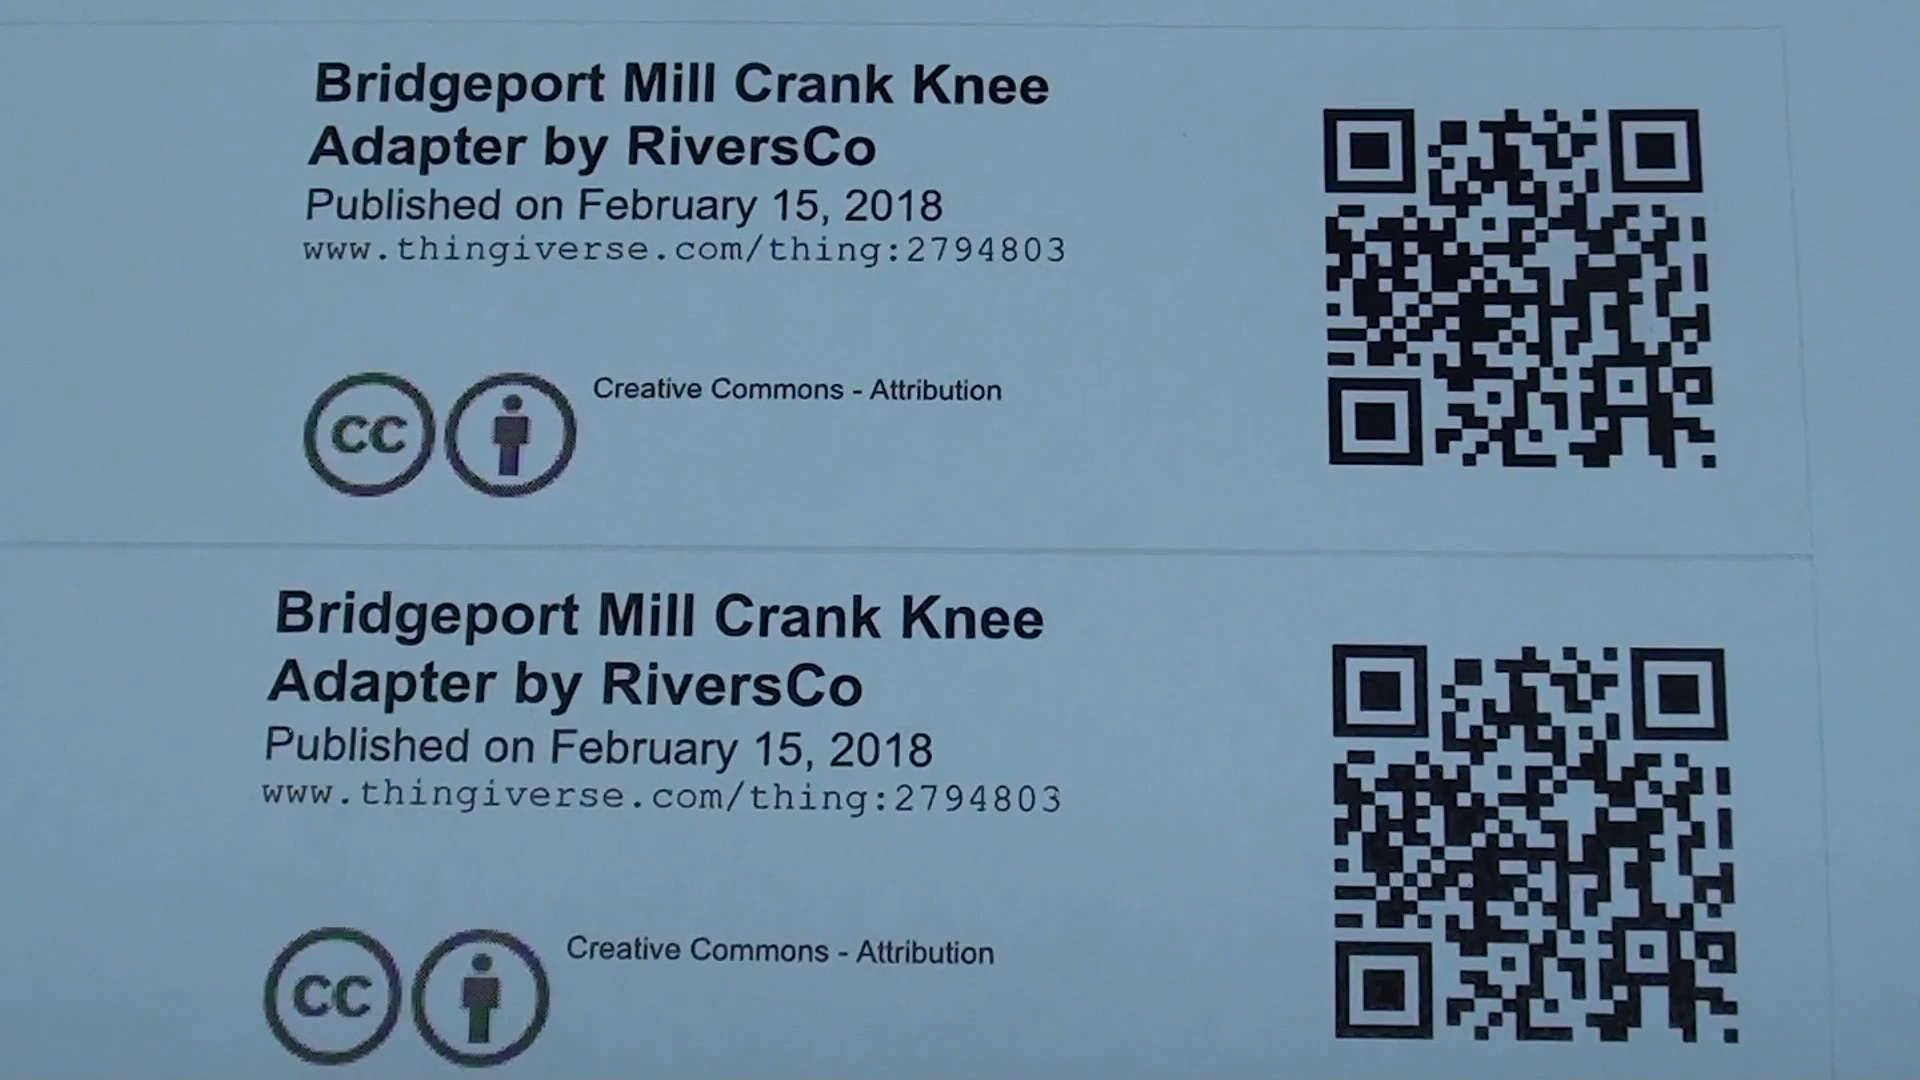 Bridgeport Mill Crank Knee
Adapter by RiversCo
Published on February 15, 2018
www.thingiverse.com/thing:2794803
CC
Creative Commons - Attribution
Bridgeport Mill Crank Knee
Adapter by RiversCo
Published on February 15, 2018
www.thingiverse.com/thing:2794803
CC
Creative Commons - Attribution